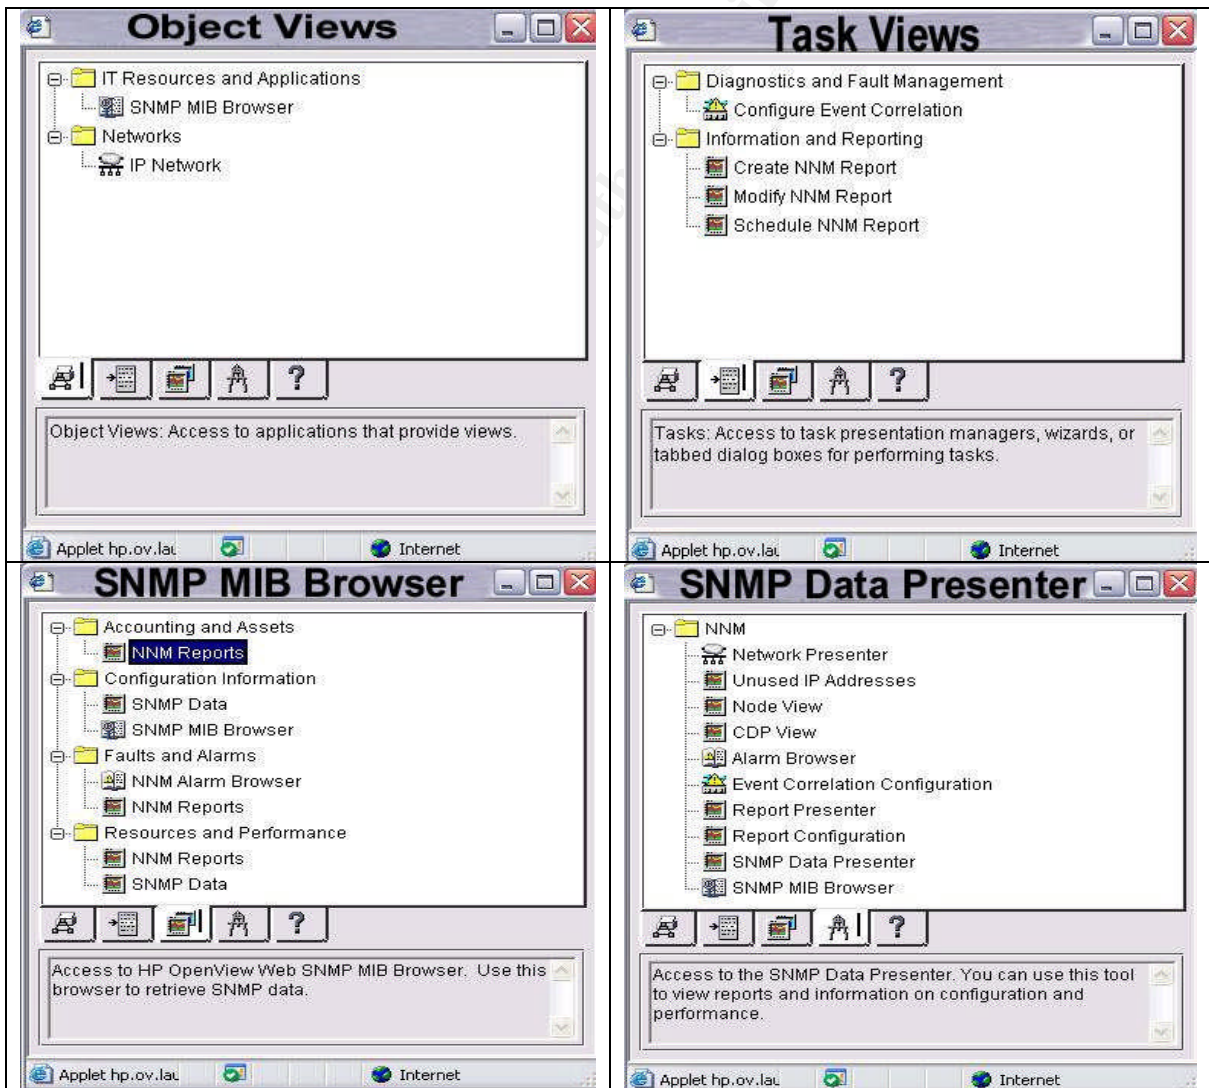 Object Views
IT Resources and Applications
SNMP MIB Browser
Networks
IP Network
?
Object Views: Access to applications that provide views.
Applet hp.ov.lau
Internet
Task Views
Diagnostics and Fault Management
Configure Event Correlation
Information and Reporting
Create NNM Report
Modify NNM Report
Schedule NNM Report
?
Tasks: Access to task presentation managers, wizards, or
tabbed dialog boxes for performing tasks.
Applet hp.ov.lau
Internet
SNMP MIB Browser
Accounting and Assets
NNM Reports
Configuration Information
SNMP Data
SNMP MIB Browser
Faults and Alarms
NNM Alarm Browser
NNM Reports
Resources and Performance
NNM Reports
SNMP Data
?
Access to HP OpenView Web SNMP MIB Browser. Use this
browser to retrieve SNMP data.
Applet hp.ov.lau
Internet
SNMP Data Presenter
NNM
Network Presenter
Unused IP Addresses
Node View
CDP View
Alarm Browser
Event Correlation Configuration
Report Presenter
Report Configuration
SNMP Data Presenter
SNMP MIB Browser
?
Access to the SNMP Data Presenter. You can use this tool
to view reports and information on configuration and
performance.
Applet hp.ov.lau
Internet